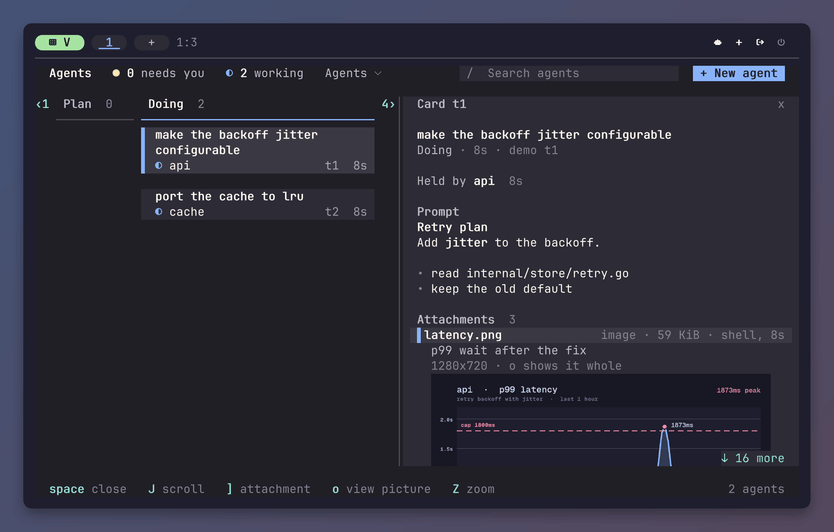 V 1 + 1:3
Agents 0 needs you 2 working Agents / Search agents + New agent
‹1 Plan 0 Doing 2 4›
make the backoff jitter
configurable
api t1 8s
port the cache to lru
cache t2 8s
Card t1 x
make the backoff jitter configurable
Doing · 8s · demo t1
Held by api 8s
Prompt
Retry plan
Add jitter to the backoff.
• read internal/store/retry.go
• keep the old default
Attachments 3
latency.png image · 59 KiB · shell, 8s
p99 wait after the fix
1280x720 · o shows it whole
api · p99 latency 1873ms peak
retry backoff with jitter · last 1 hour
2.0s
cap 1800ms 1873ms
1.5s
↓ 16 more
space close J scroll ] attachment o view picture Z zoom 2 agents